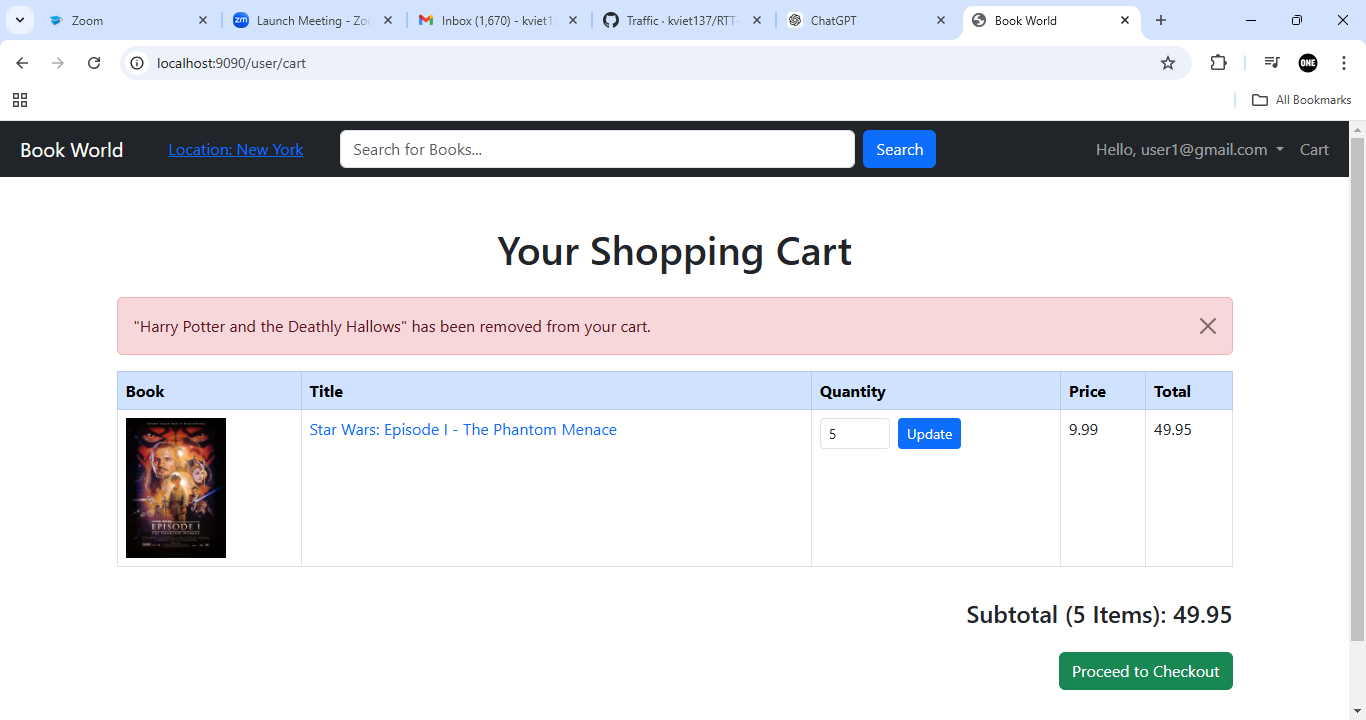 Zoom
Launch Meeting - Zoo
Inbox (1,670) - kviet13
Traffic · kviet137/RTT-
ChatGPT
Book World
localhost:9090/user/cart
ONE
All Bookmarks
Book World
Location: New York
Search for Books...
Search
Hello, user1@gmail.com
Cart
Your Shopping Cart
"Harry Potter and the Deathly Hallows" has been removed from your cart.
Book Title Quantity Price Total
Star Wars: Episode I - The Phantom Menace 5 Update 9.99 49.95
EPISODE I
THE PHANTOM MENACE
Subtotal (5 Items): 49.95
Proceed to Checkout